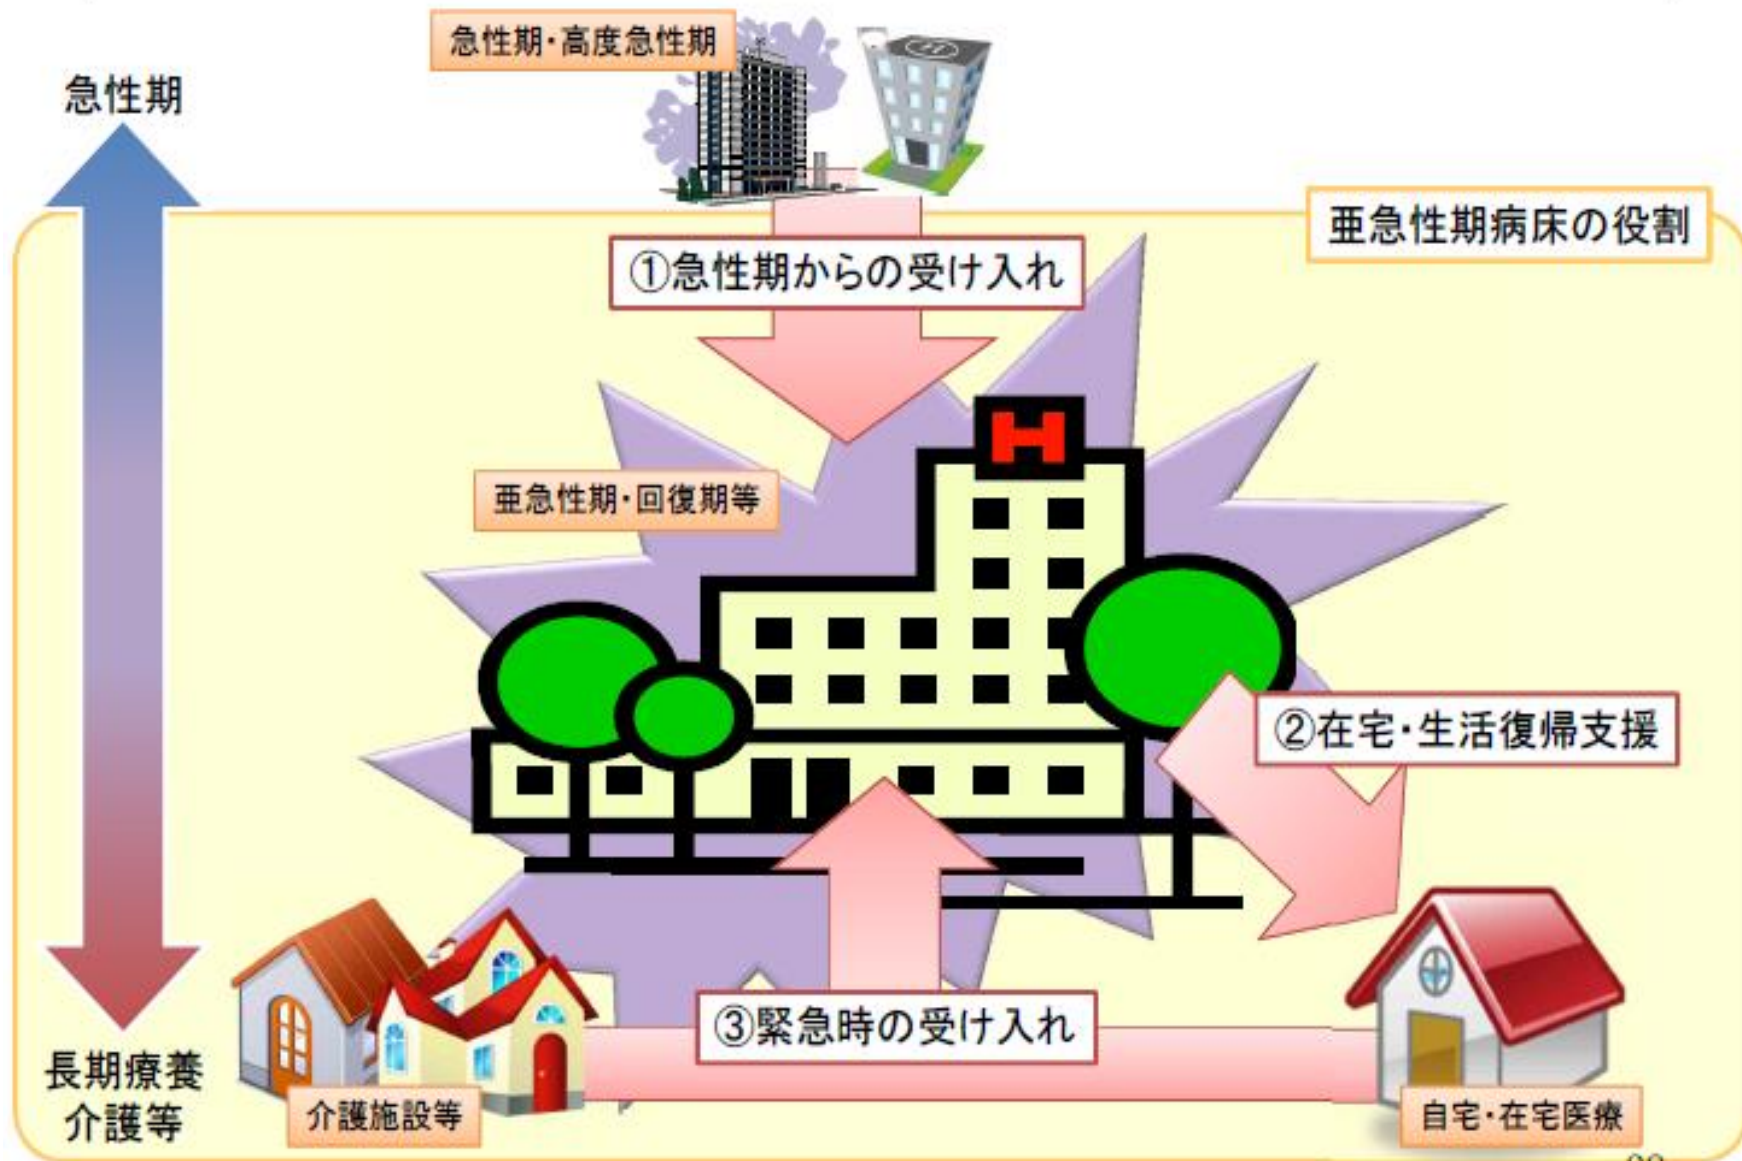 急性期・高度急性期
急性期
亜急性期病床の役割
①急性期からの受け入れ
H
亜急性期・回復期等
②在宅・生活復帰支援
③緊急時の受け入れ
長期療養
介護等
介護施設等
自宅・在宅医療